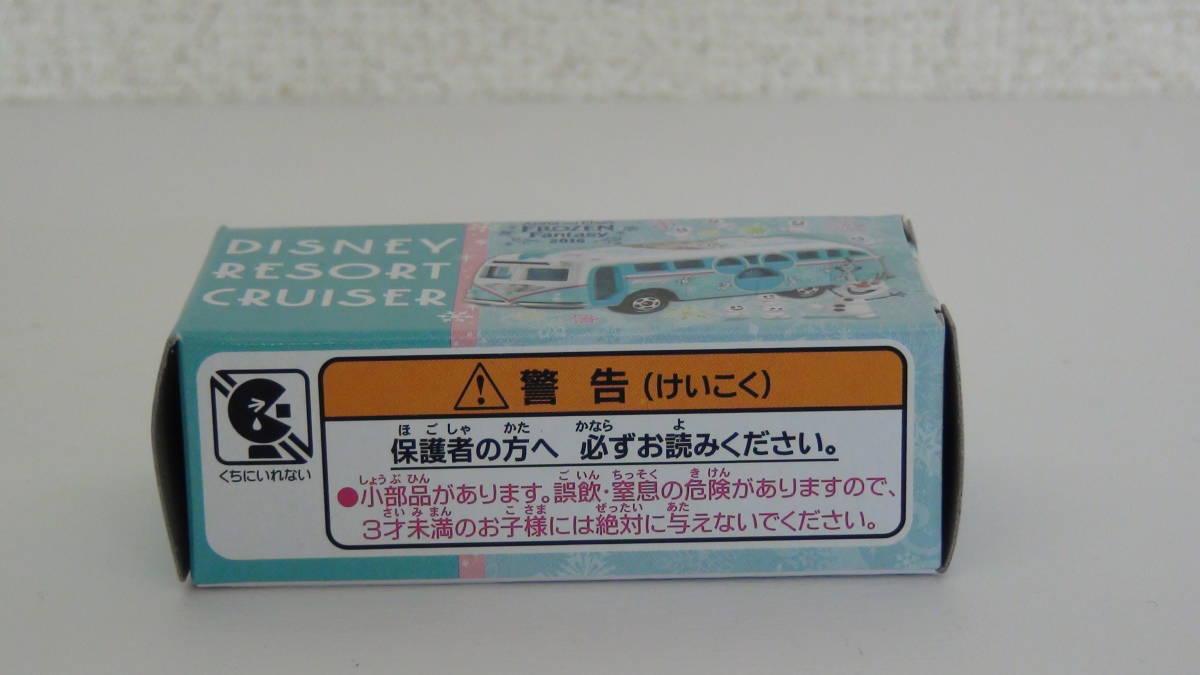 DISNEY
RESORT
CRUISER
FROZEN
Fantasy
2016
警告(けいこく)
ほごしゃ かた かなら よ
保護者の方へ 必ずお読みください。
くちにいれない
しょうぶひん ごいん ちっそく きけん
●小部品があります。誤飲・窒息の危険がありますので、
さいみまん こさま ぜったい あた
3才未満のお子様には絶対に与えないでください。